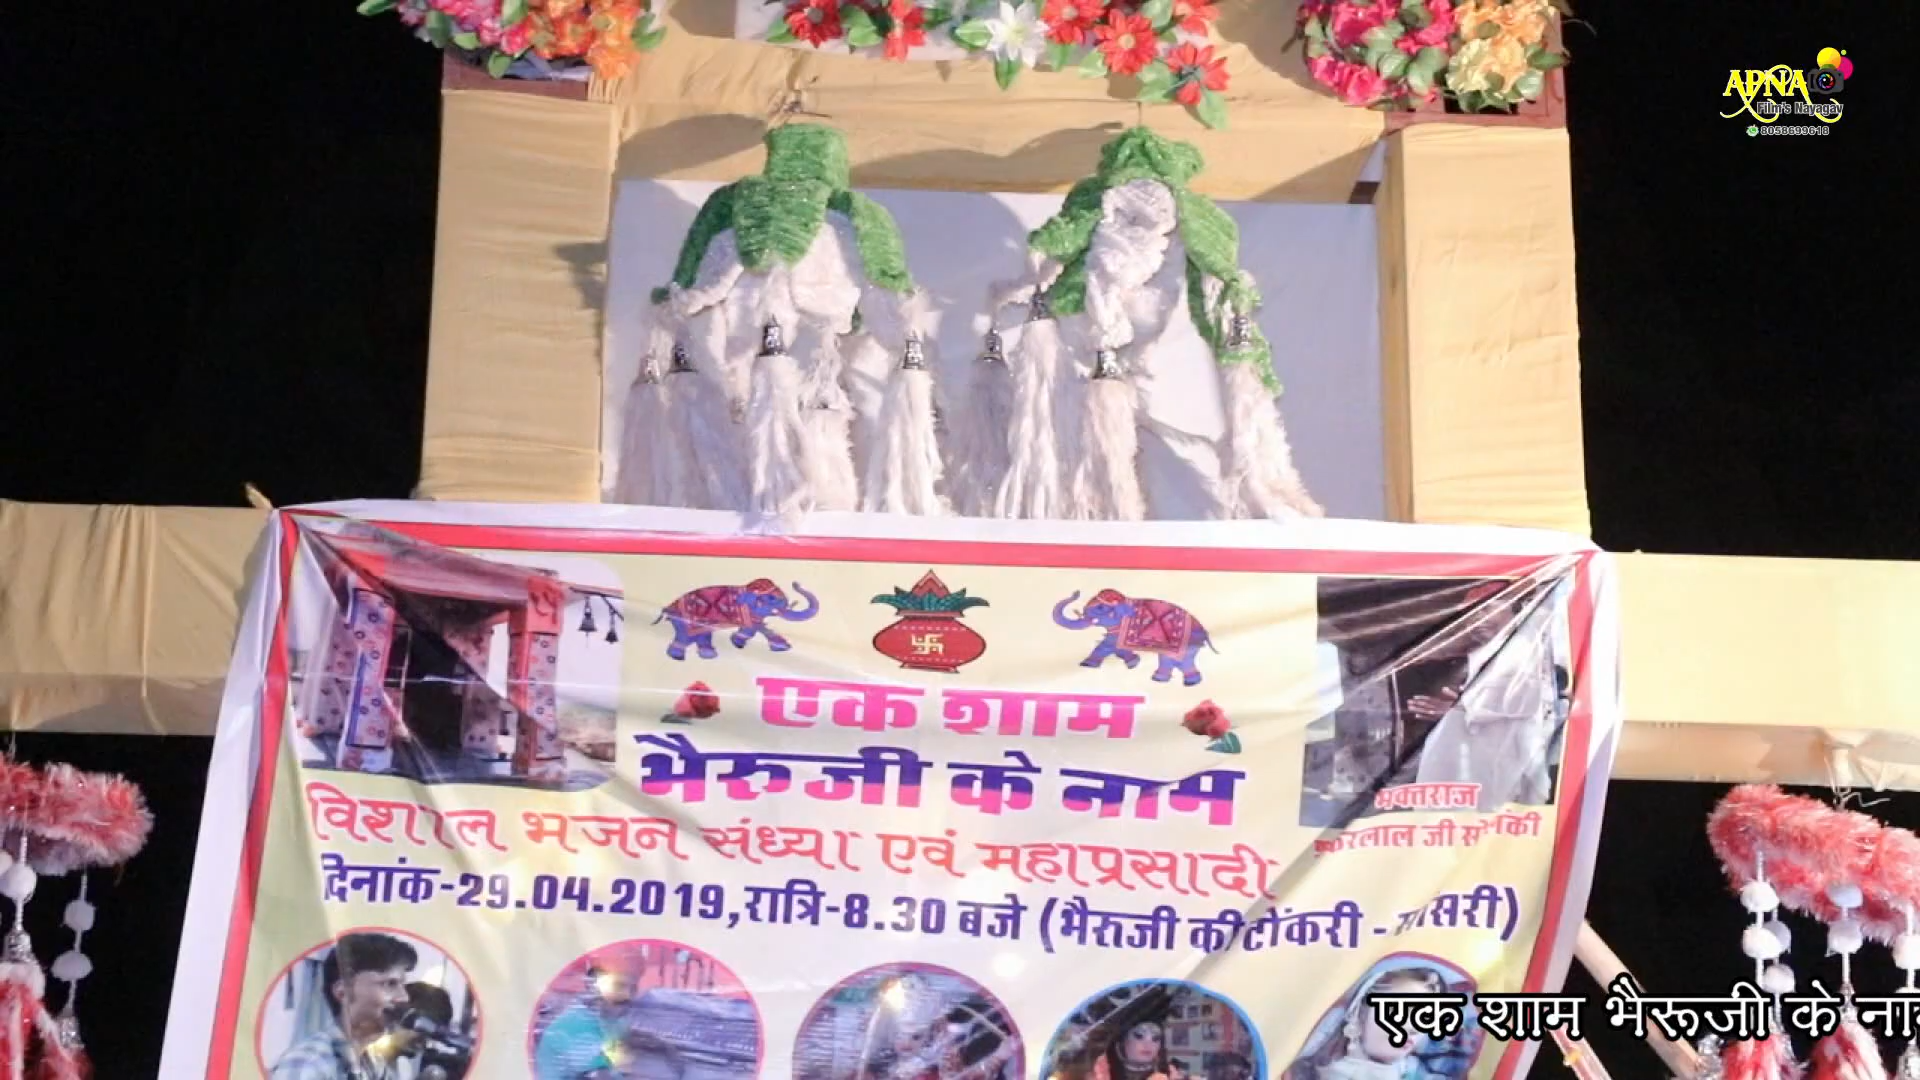 APNA
Film's Nayagay
8058699618
एक शाम
भैरुजी के नाम
विशाल भजन संध्या एवं महाप्रसादी
भक्तराज
लाल जी
दिनांक-29.04.2019,रात्रि-8.30 बजे (भैरुजी की टोंकरी -
एक शाम भैरूजी के